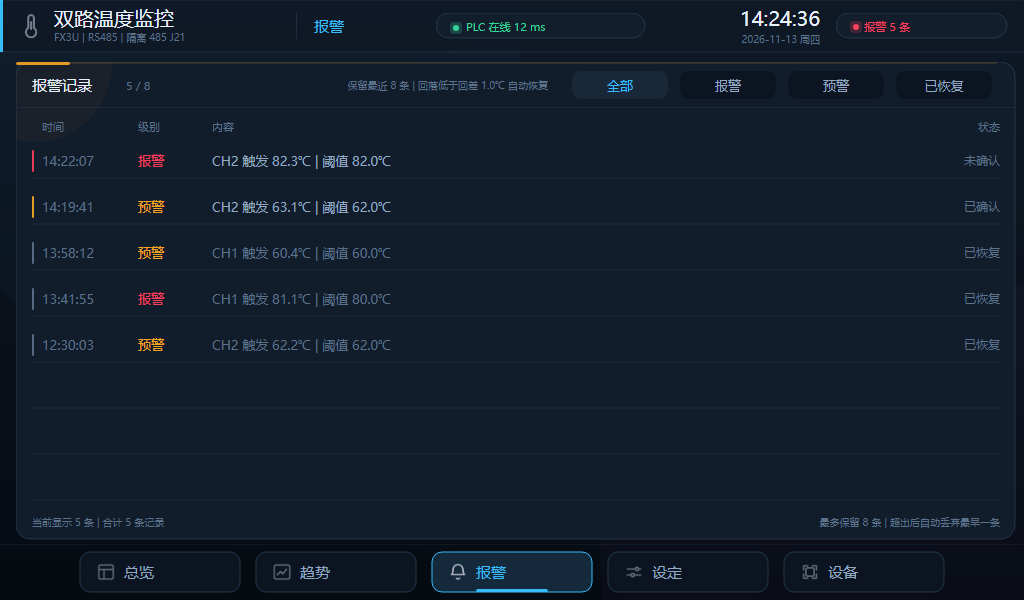 双路温度监控
FX3U | RS485 | 隔离 485 J21
报警
PLC 在线 12 ms
14:24:36
2026-11-13 周四
报警 5 条
报警记录
5 / 8
保留最近 8 条 | 回落低于回差 1.0℃ 自动恢复
全部
报警
预警
已恢复
时间 级别 内容 状态
14:22:07 报警 CH2 触发 82.3℃ | 阈值 82.0℃ 未确认
14:19:41 预警 CH2 触发 63.1℃ | 阈值 62.0℃ 已确认
13:58:12 预警 CH1 触发 60.4℃ | 阈值 60.0℃ 已恢复
13:41:55 报警 CH1 触发 81.1℃ | 阈值 80.0℃ 已恢复
12:30:03 预警 CH2 触发 62.2℃ | 阈值 62.0℃ 已恢复
当前显示 5 条 | 合计 5 条记录
最多保留 8 条 | 超出后自动丢弃最早一条
总览
趋势
报警
设定
设备